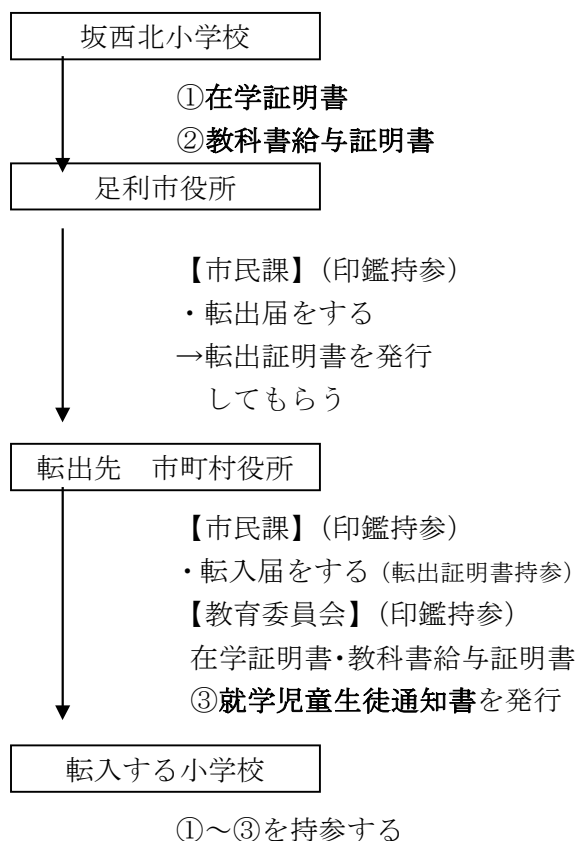 坂西北小学校
①在学証明書
②教科書給与証明書
足利市役所
【市民課】（印鑑持参）
・転出届をする
→転出証明書を発行
してもらう
転出先　市町村役所
【市民課】（印鑑持参）
・転入届をする（転出証明書持参）
【教育委員会】（印鑑持参）
在学証明書・教科書給与証明書
③就学児童生徒通知書を発行
転入する小学校
①～③を持参する